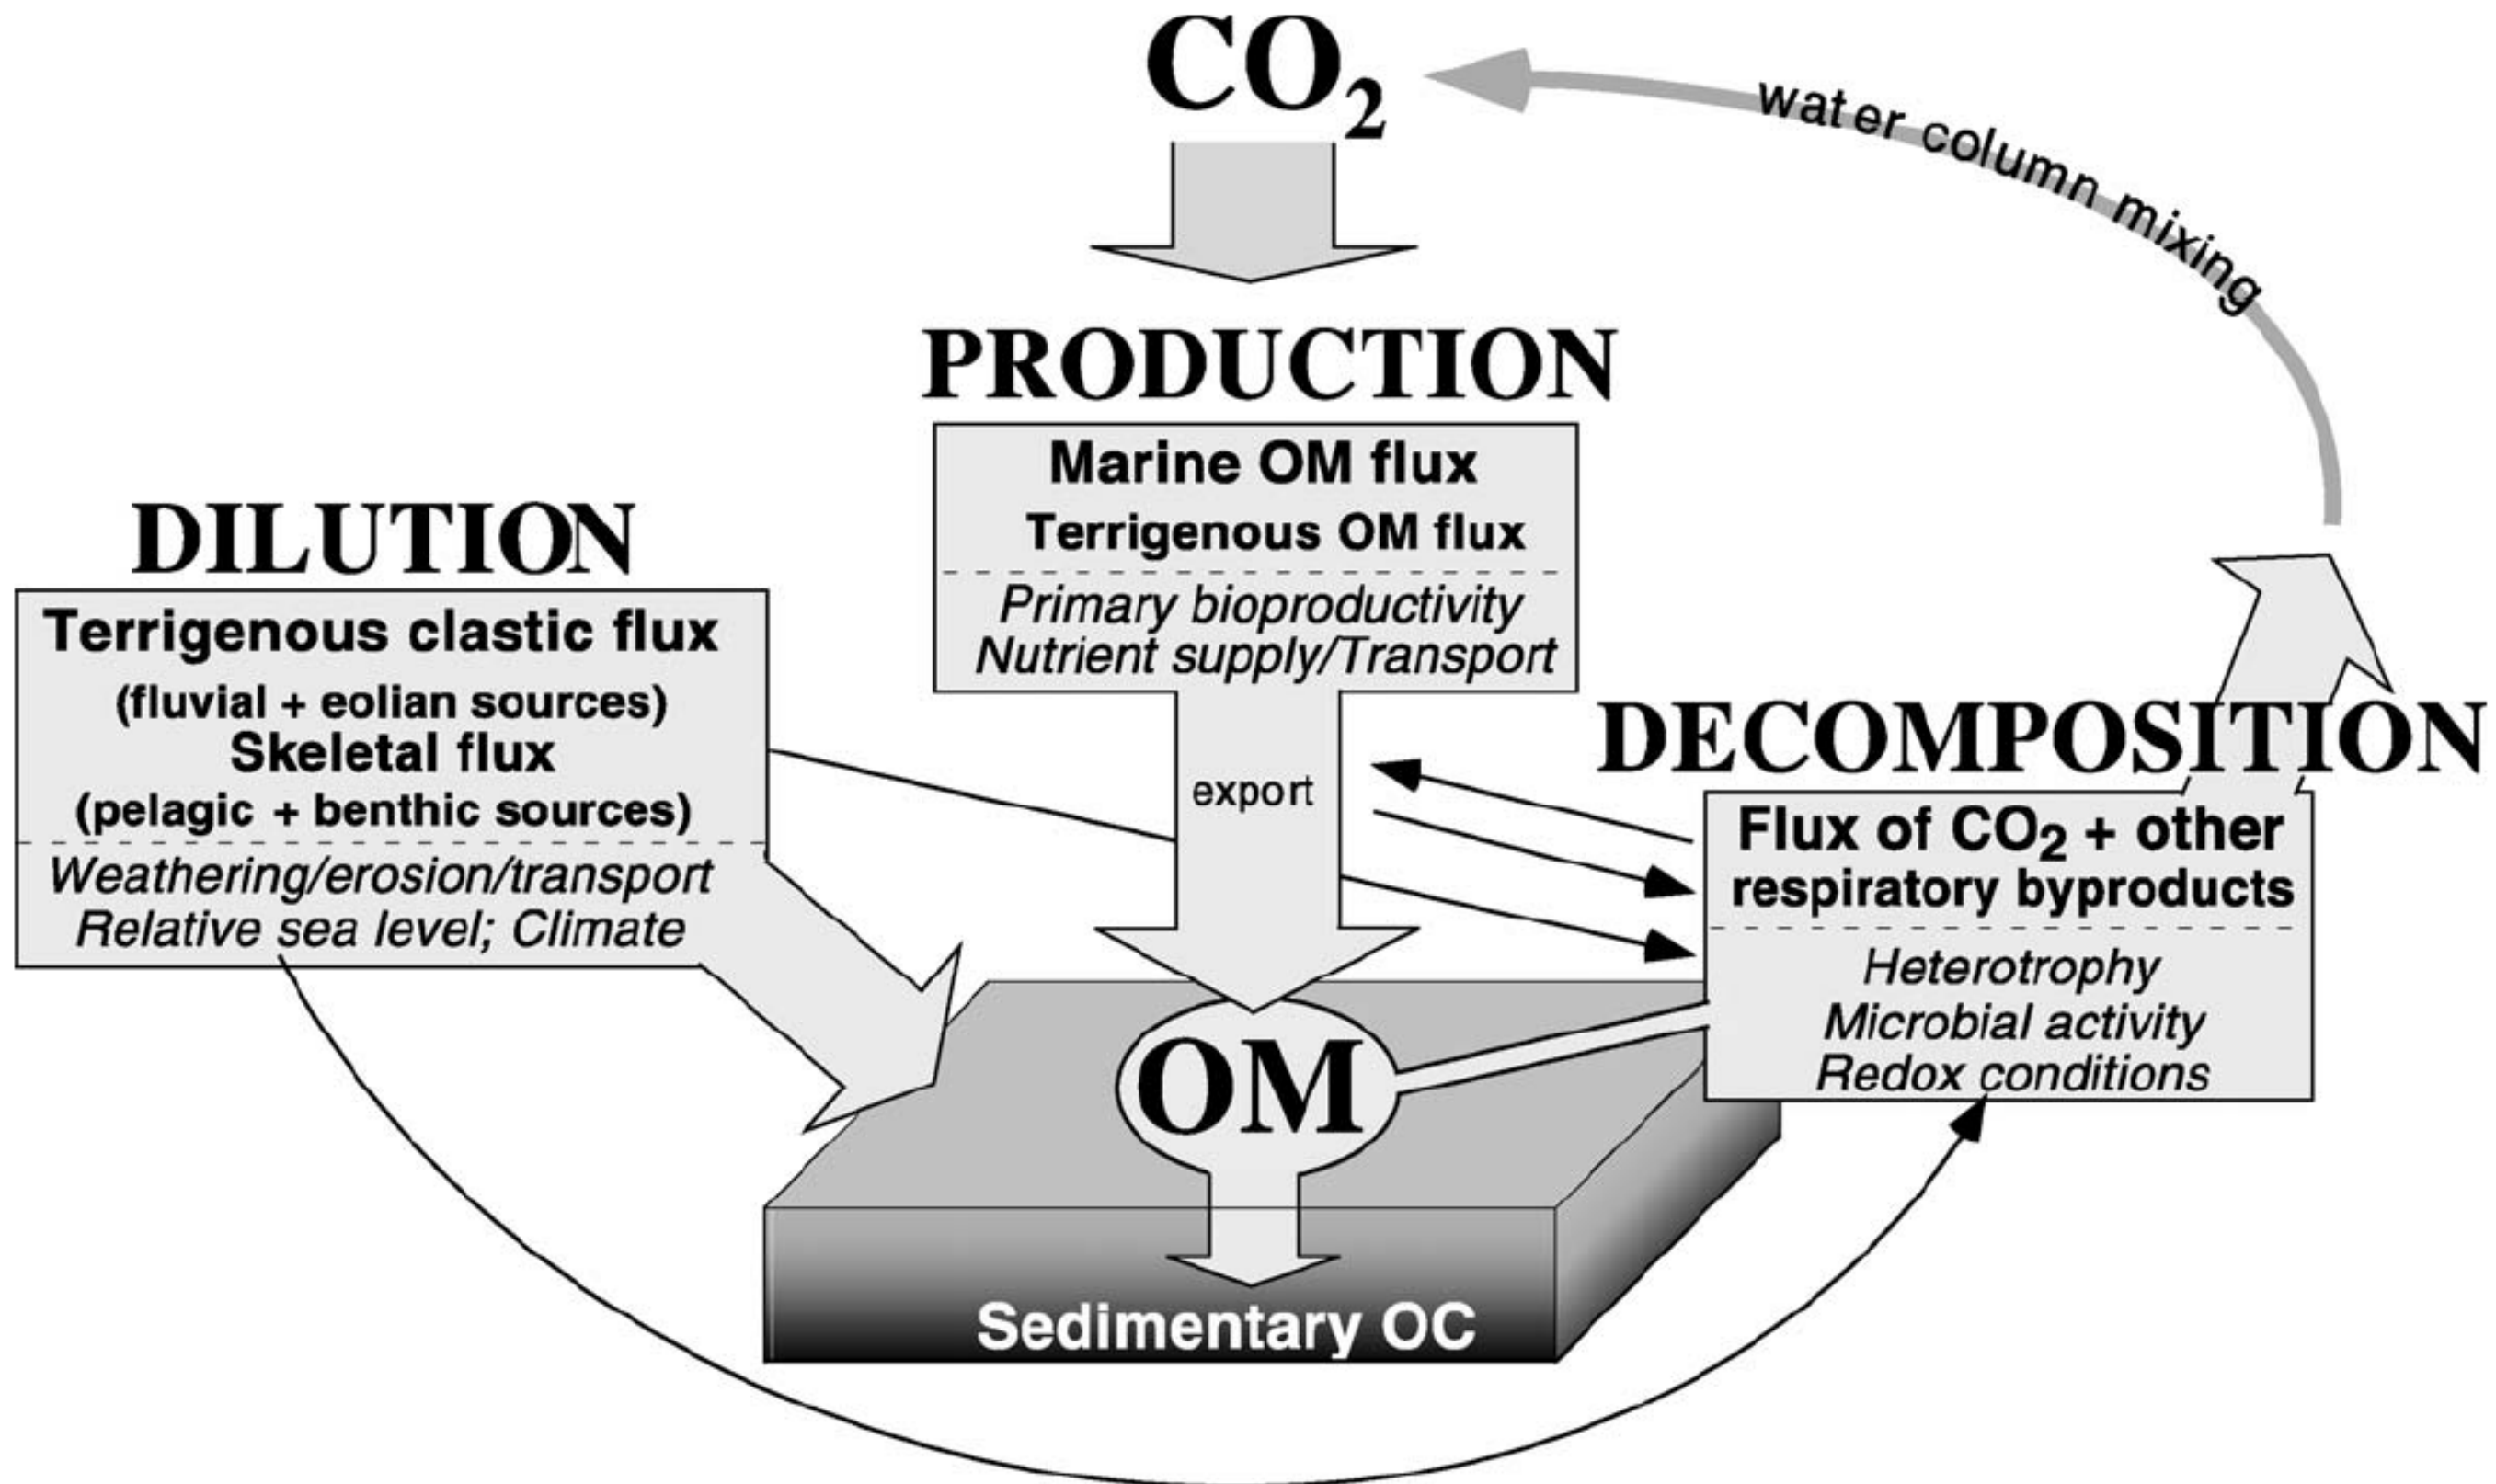 CO2
water column mixing
PRODUCTION
Marine OM flux
Terrigenous OM flux
Primary bioproductivity
Nutrient supply/Transport
DILUTION
Terrigenous clastic flux
(fluvial + eolian sources)
Skeletal flux
(pelagic + benthic sources)
Weathering/erosion/transport
Relative sea level; Climate
export
DECOMPOSITION
Flux of CO2 + other
respiratory byproducts
Heterotrophy
Microbial activity
Redox conditions
OM
Sedimentary OC